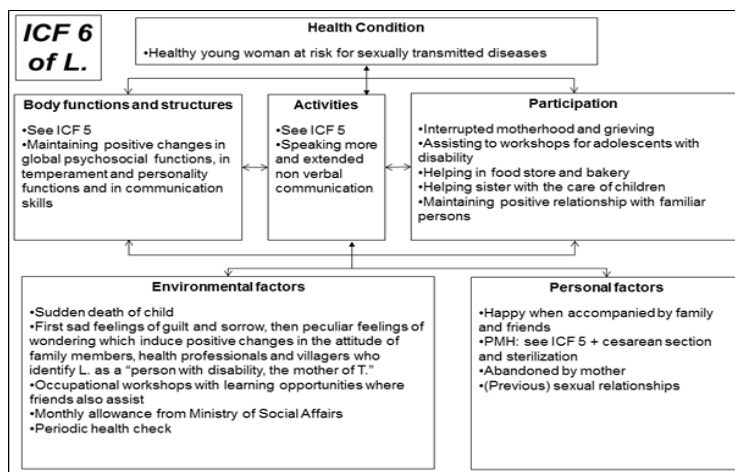 ICF 6
of L.
Health Condition
•Healthy young woman at risk for sexually transmitted diseases
Body functions and structures
•See ICF 5
•Maintaining positive changes in
global psychosocial functions, in
temperament and personality
functions and in communication
skills
Activities
•See ICF 5
•Speaking more
and extended
non verbal
communication
Participation
•Interrupted motherhood and grieving
•Assisting to workshops for adolescents with
disability
•Helping in food store and bakery
•Helping sister with the care of children
•Maintaining positive relationship with familiar
persons
Environmental factors
•Sudden death of child
•First sad feelings of guilt and sorrow, then peculiar feelings of
wondering which induce positive changes in the attitude of
family members, health professionals and villagers who
identify L. as a “person with disability, the mother of T.”
•Occupational workshops with learning opportunities where
friends also assist
•Monthly allowance from Ministry of Social Affairs
•Periodic health check
Personal factors
•Happy when accompanied by family
and friends
•PMH: see ICF 5 + cesarean section
and sterilization
•Abandoned by mother
•(Previous) sexual relationships